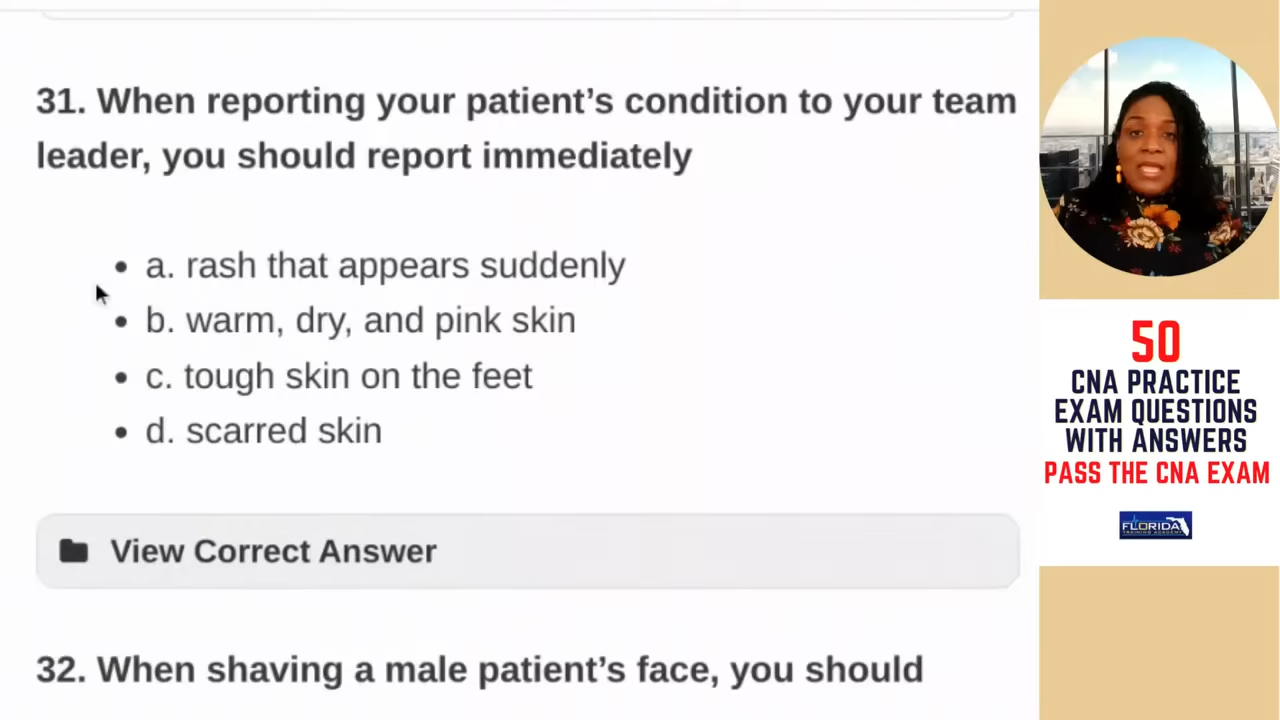 31. When reporting your patient’s condition to your team
leader, you should report immediately
a. rash that appears suddenly
b. warm, dry, and pink skin
c. tough skin on the feet
d. scarred skin
View Correct Answer
32. When shaving a male patient’s face, you should
50
CNA PRACTICE
EXAM QUESTIONS
WITH ANSWERS
PASS THE CNA EXAM
FLORIDA
TRAINING ACADEMY